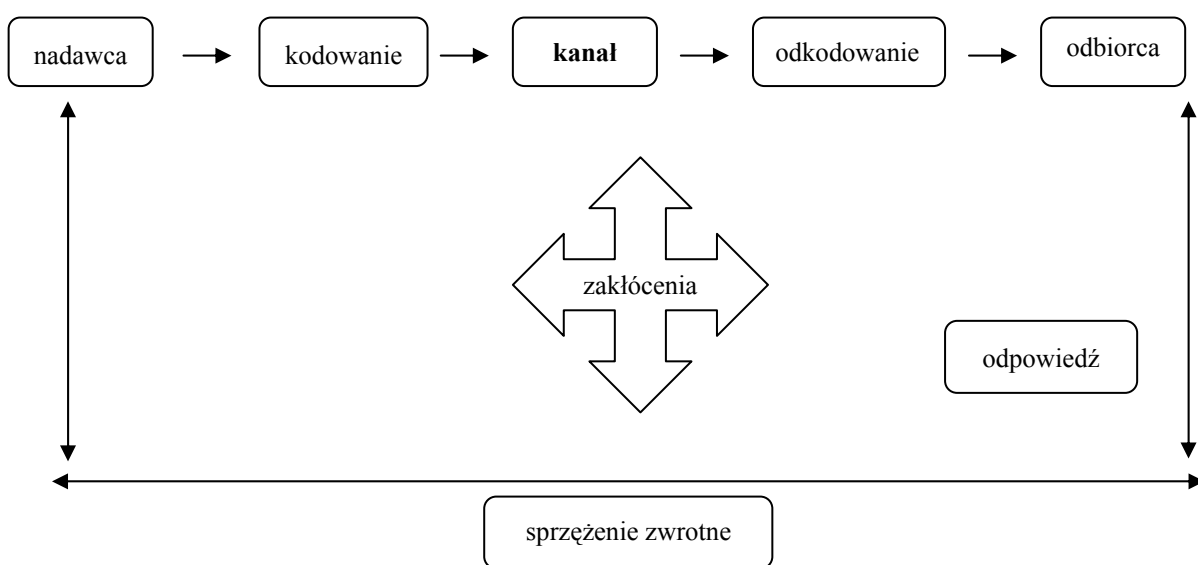 nadawca
kodowanie
kanał
odkodowanie
odbiorca
zakłócenia
odpowiedź
sprzężenie zwrotne